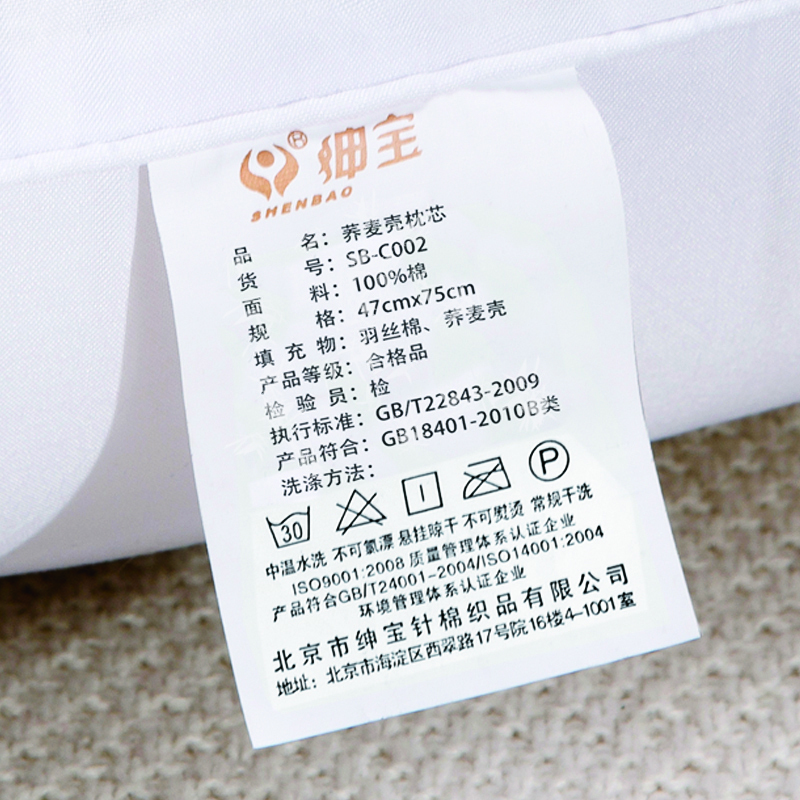 ® 绅宝
SHENBAO
品名：荞麦壳枕芯
货号：SB-C002
面料：100%棉
规格：47cmx75cm
填充物：羽丝棉、荞麦壳
产品等级：合格品
检验员：检
执行标准：GB/T22843-2009
产品符合：GB18401-2010B类
洗涤方法：
30 P
中温水洗 不可氯漂 悬挂晾干 不可熨烫 常规干洗
ISO9001:2008 质量管理体系认证企业
产品符合GB/T24001-2004/ISO14001:2004
环境管理体系认证企业
北京市绅宝针棉织品有限公司
地址：北京市海淀区西翠路17号院16楼4-1001室